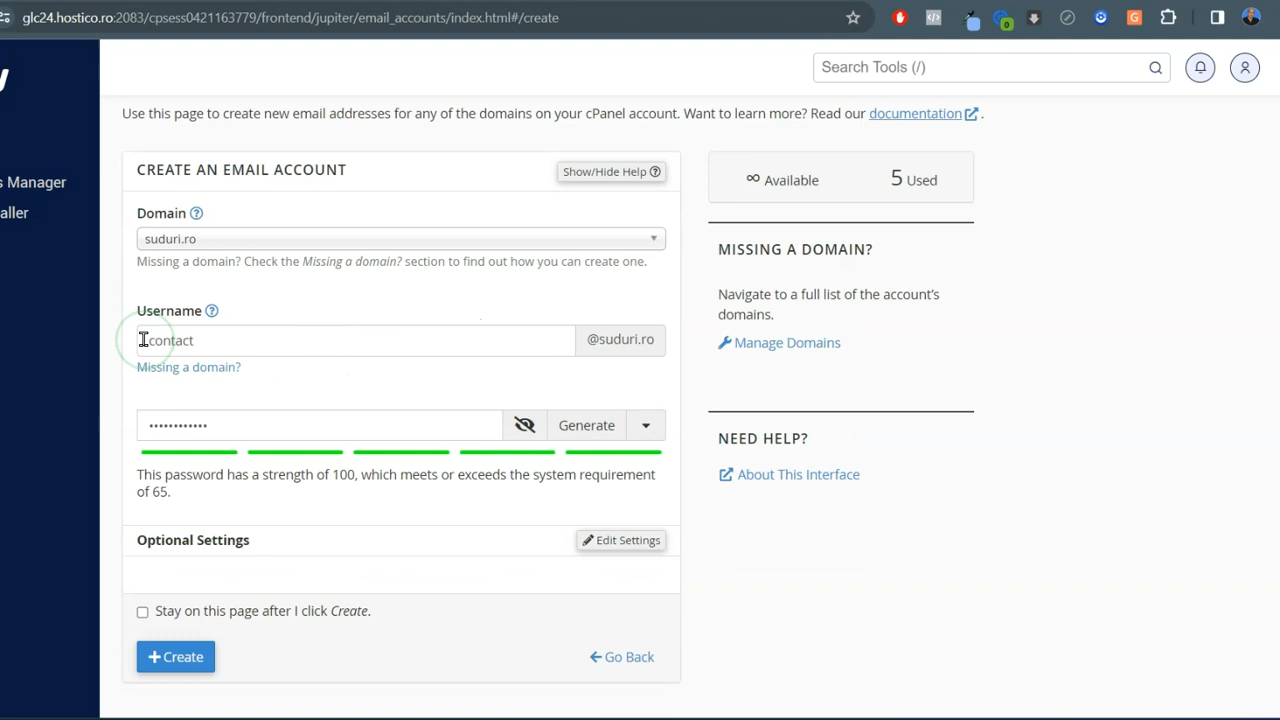 glc24.hostico.ro:2083/cpsess0421163779/frontend/jupiter/email_accounts/index.html#/create
Search Tools (/)
s Manager
aller
Use this page to create new email addresses for any of the domains on your cPanel account. Want to learn more? Read our documentation .
CREATE AN EMAIL ACCOUNT
Show/Hide Help
Domain
suduri.ro
Missing a domain? Check the Missing a domain? section to find out how you can create one.
Username
contact
@suduri.ro
Missing a domain?
••••••••••••
Generate
This password has a strength of 100, which meets or exceeds the system requirement
of 65.
Optional Settings
Edit Settings
Stay on this page after I click Create.
Create
Go Back
∞ Available
5 Used
MISSING A DOMAIN?
Navigate to a full list of the account's
domains.
Manage Domains
NEED HELP?
About This Interface